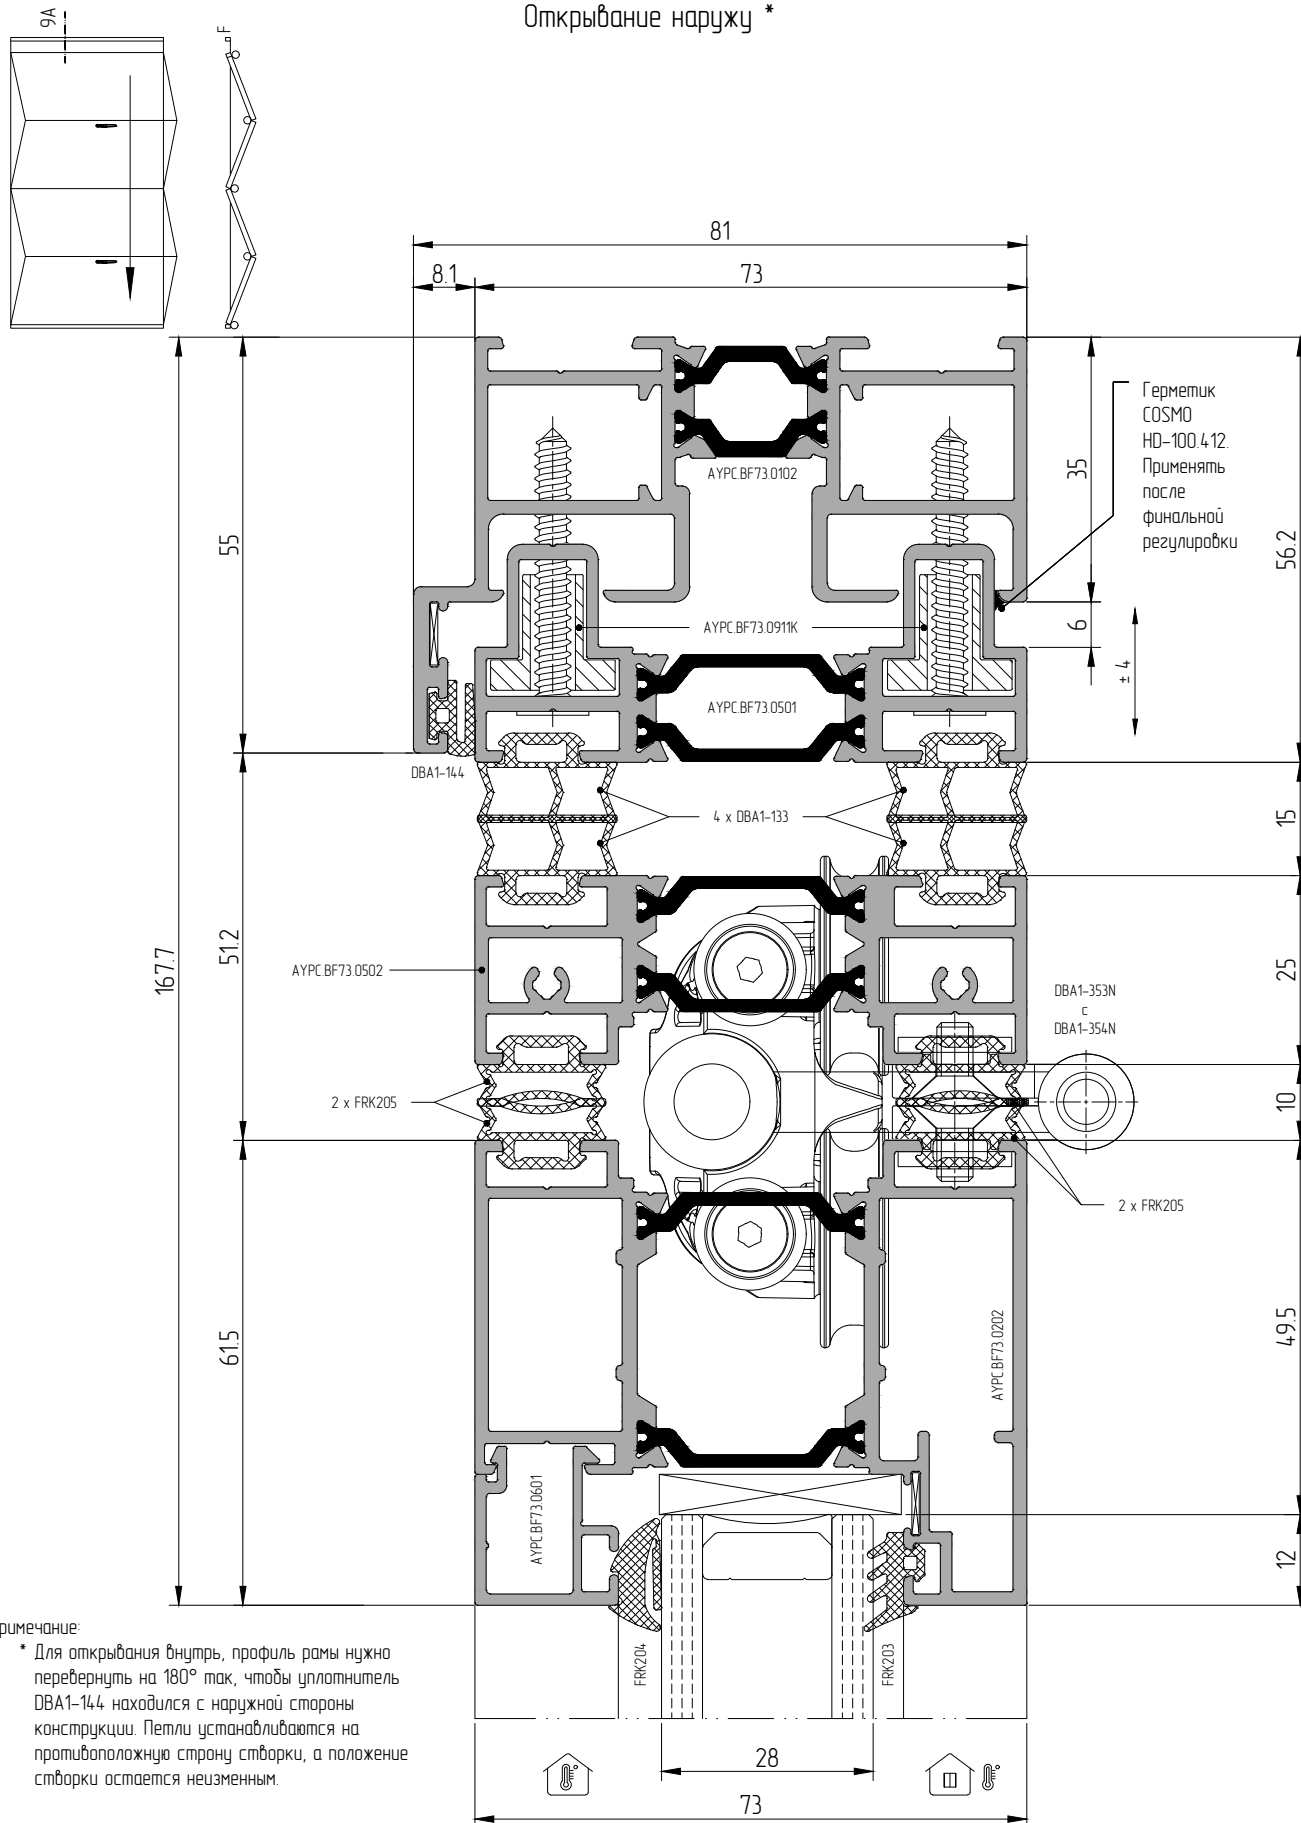 Открывание наружу *
9A
F
81
8.1
73
Герметик
COSMO
HD-100.412.
Применять
после
финальной
регулировки
35
6
± 4
56.2
55
167.7
AYPC.BF73.0102
AYPC.BF73.0911K
AYPC.BF73.0501
DBA1-144
4 x DBA1-133
15
51.2
AYPC.BF73.0502
25
DBA1-353N
с
DBA1-354N
2 x FRK205
10
2 x FRK205
61.5
49.5
AYPC.BF73.0202
AYPC.BF73.0601
12
FRK204
FRK203
римечание:
* Для открывания внутрь, профиль рамы нужно
перевернуть на 180° так, чтобы уплотнитель
DBA1-144 находился с наружной стороны
конструкции. Петли устанавливаются на
противоположную строну створки, а положение
створки остается неизменным.
28
73